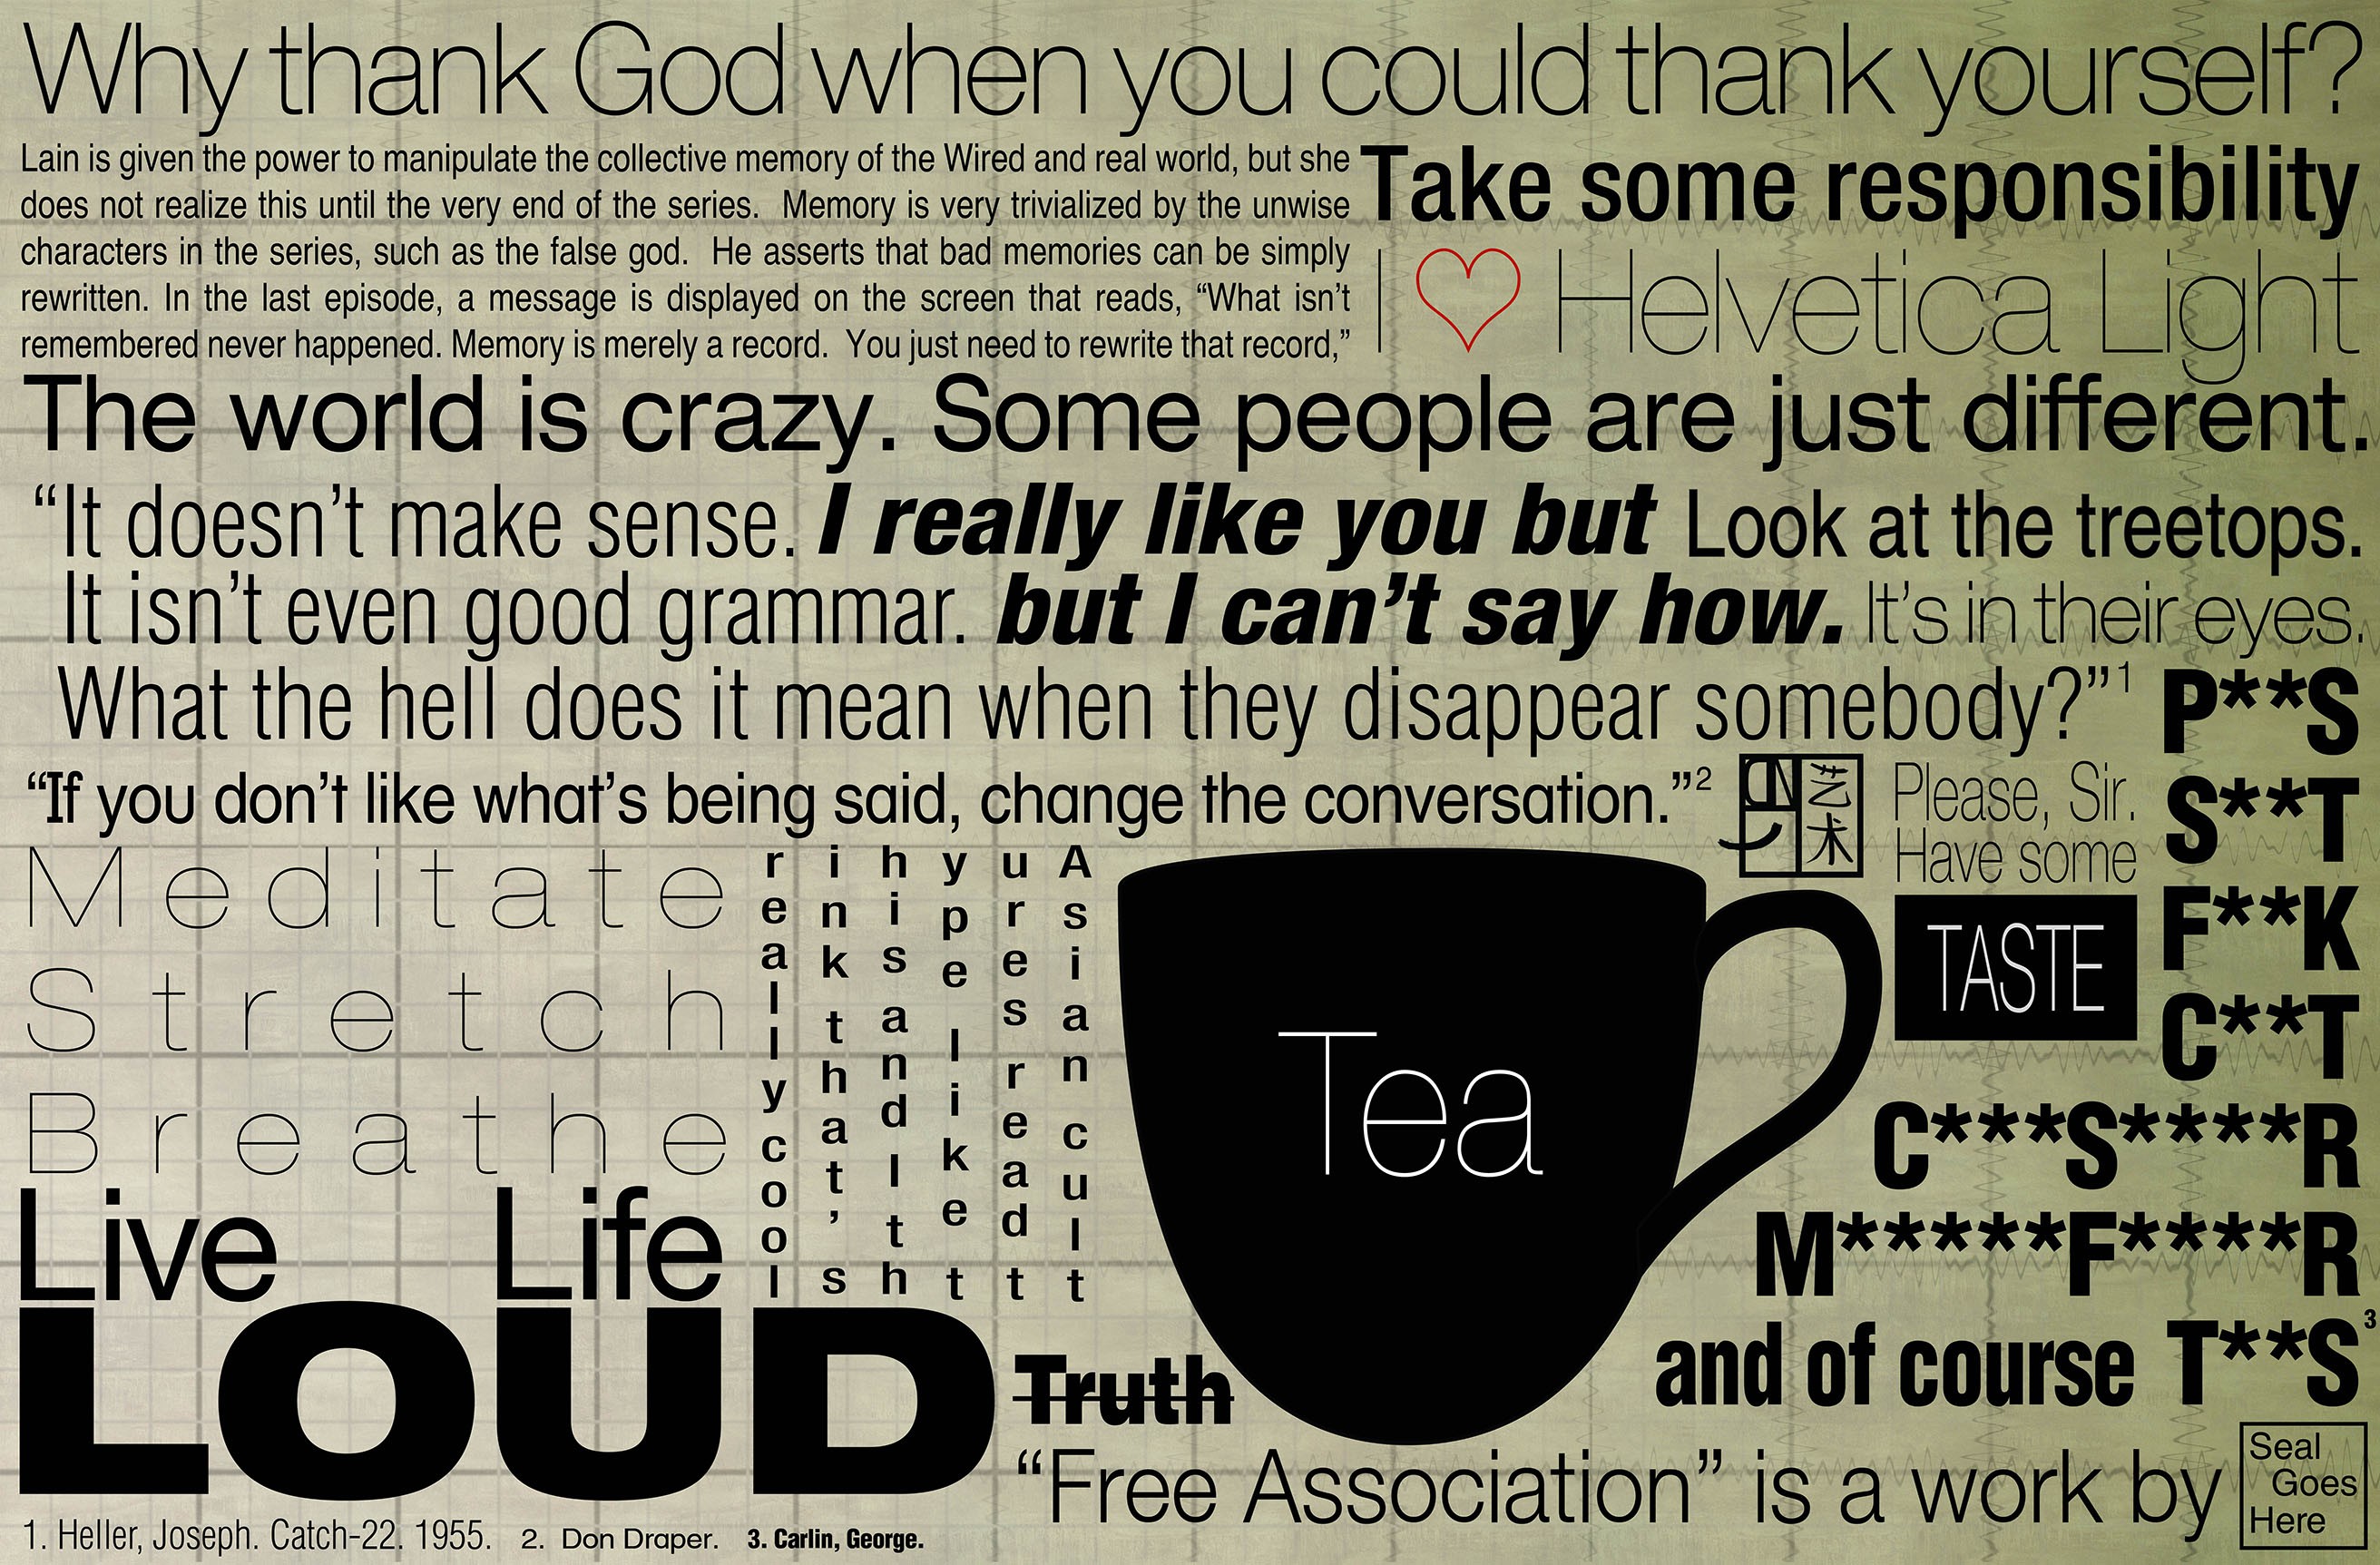 Why thank God when you could thank yourself?
Lain is given the power to manipulate the collective memory of the Wired and real world, but she
does not realize this until the very end of the series.  Memory is very trivialized by the unwise
characters in the series, such as the false god.  He asserts that bad memories can be simply
rewritten. In the last episode, a message is displayed on the screen that reads, “What isn’t
remembered never happened. Memory is merely a record.  You just need to rewrite that record,”
Take some responsibility
I ♡ Helvetica Light
The world is crazy. Some people are just different.
“It doesn’t make sense. I really like you but Look at the treetops.
It isn’t even good grammar. but I can’t say how. It’s in their eyes.
What the hell does it mean when they disappear somebody?”1
“If you don’t like what’s being said, change the conversation.”2
艺
术
Please, Sir.
Have some
TASTE
P**S
S**T
F**K
C**T
C***S****R
M*****F****R
and of course T**S3
Meditate
Stretch
Breathe
Live Life
LOUD
Asian cult
ures read t
ype like t
his and I th
ink that’s
really cool
Tea
Truth
“Free Association” is a work by
Seal
Goes
Here
1. Heller, Joseph. Catch-22. 1955.  2.  Don Draper.  3. Carlin, George.